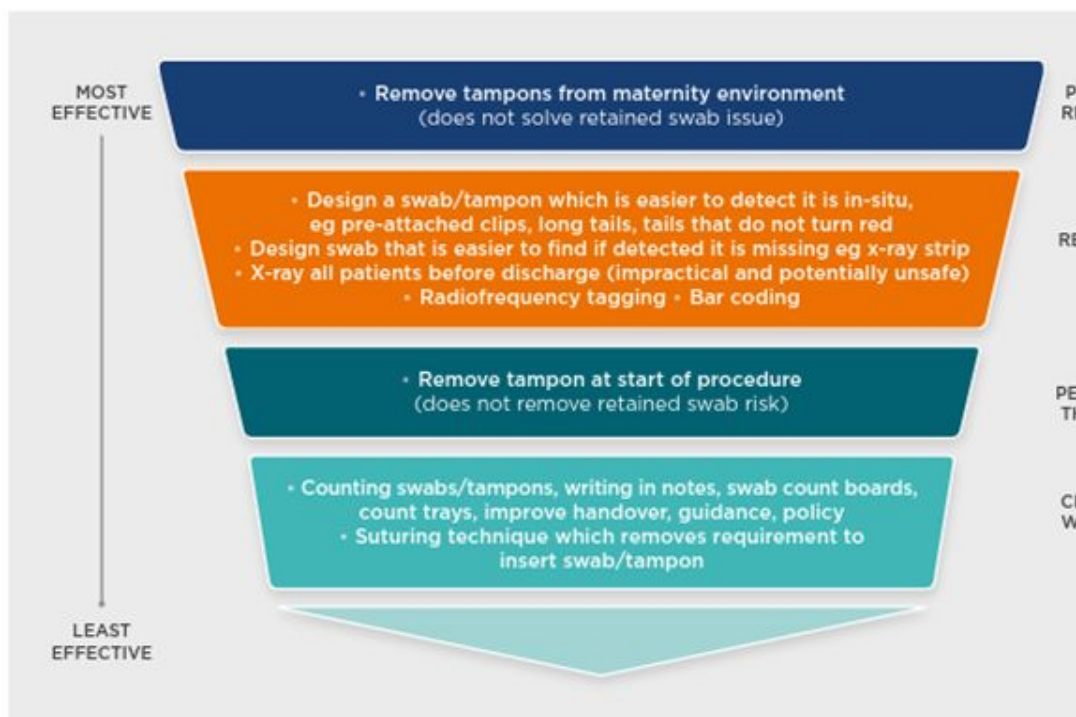 MOST
EFFECTIVE
• Remove tampons from maternity environment
(does not solve retained swab issue)
• Design a swab/tampon which is easier to detect it is in-situ,
eg pre-attached clips, long tails, tails that do not turn red
• Design swab that is easier to find if detected it is missing eg x-ray strip
• X-ray all patients before discharge (impractical and potentially unsafe)
• Radiofrequency tagging • Bar coding
• Remove tampon at start of procedure
(does not remove retained swab risk)
• Counting swabs/tampons, writing in notes, swab count boards,
count trays, improve handover, guidance, policy
• Suturing technique which removes requirement to
insert swab/tampon
LEAST
EFFECTIVE